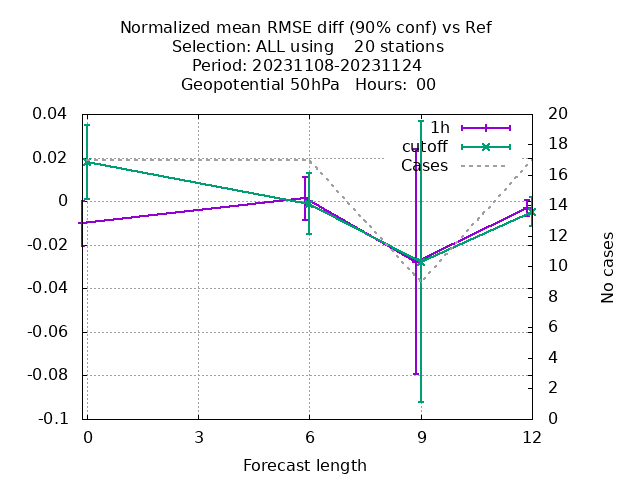 Normalized mean RMSE diff (90% conf) vs Ref
Selection: ALL using    20 stations
Period: 20231108-20231124
Geopotential 50hPa   Hours:  00
0.04
0.02
0
-0.02
-0.04
-0.06
-0.08
-0.1
1h
cutoff
Cases
20
18
16
14
12
10
8
6
4
2
0
No cases
0 3 6 9 12
Forecast length